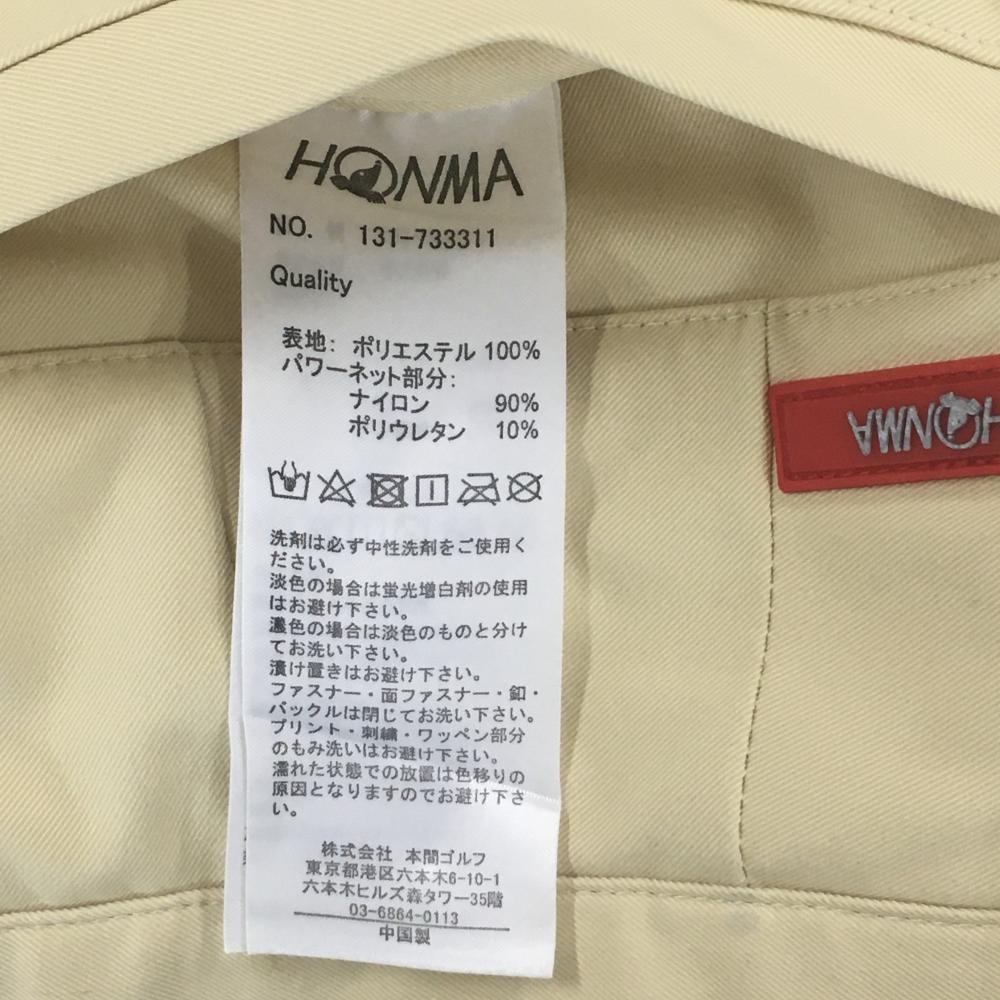 HONMA
NO. 131-733311
Quality
表地: ポリエステル 100%
パワーネット部分:
ナイロン 90%
ポリウレタン 10%
洗剤は必ず中性洗剤をご使用く
ださい。
淡色の場合は蛍光増白剤の使用
はお避け下さい。
濃色の場合は淡色のものと分け
てお洗い下さい。
漬け置きはお避け下さい。
ファスナー・面ファスナー・釦・
バックルは閉じてお洗い下さい。
プリント・刺繍・ワッペン部分
のもみ洗いはお避け下さい。
濡れた状態での放置は色移りの
原因となりますのでお避け下さ
い。
株式会社 本間ゴルフ
東京都港区六本木6-10-1
六本木ヒルズ森タワー35階
03-6864-0113
中国製
HONMA